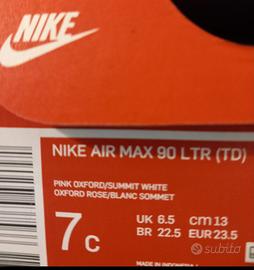 NIKE
NIKE AIR MAX 90 LTR (TD)
PINK OXFORD/SUMMIT WHITE
OXFORD ROSE/BLANC SOMMET
7C
UK 6.5 cm 13
BR 22.5 EUR 23.5
MADE IN INDONESIA
subito